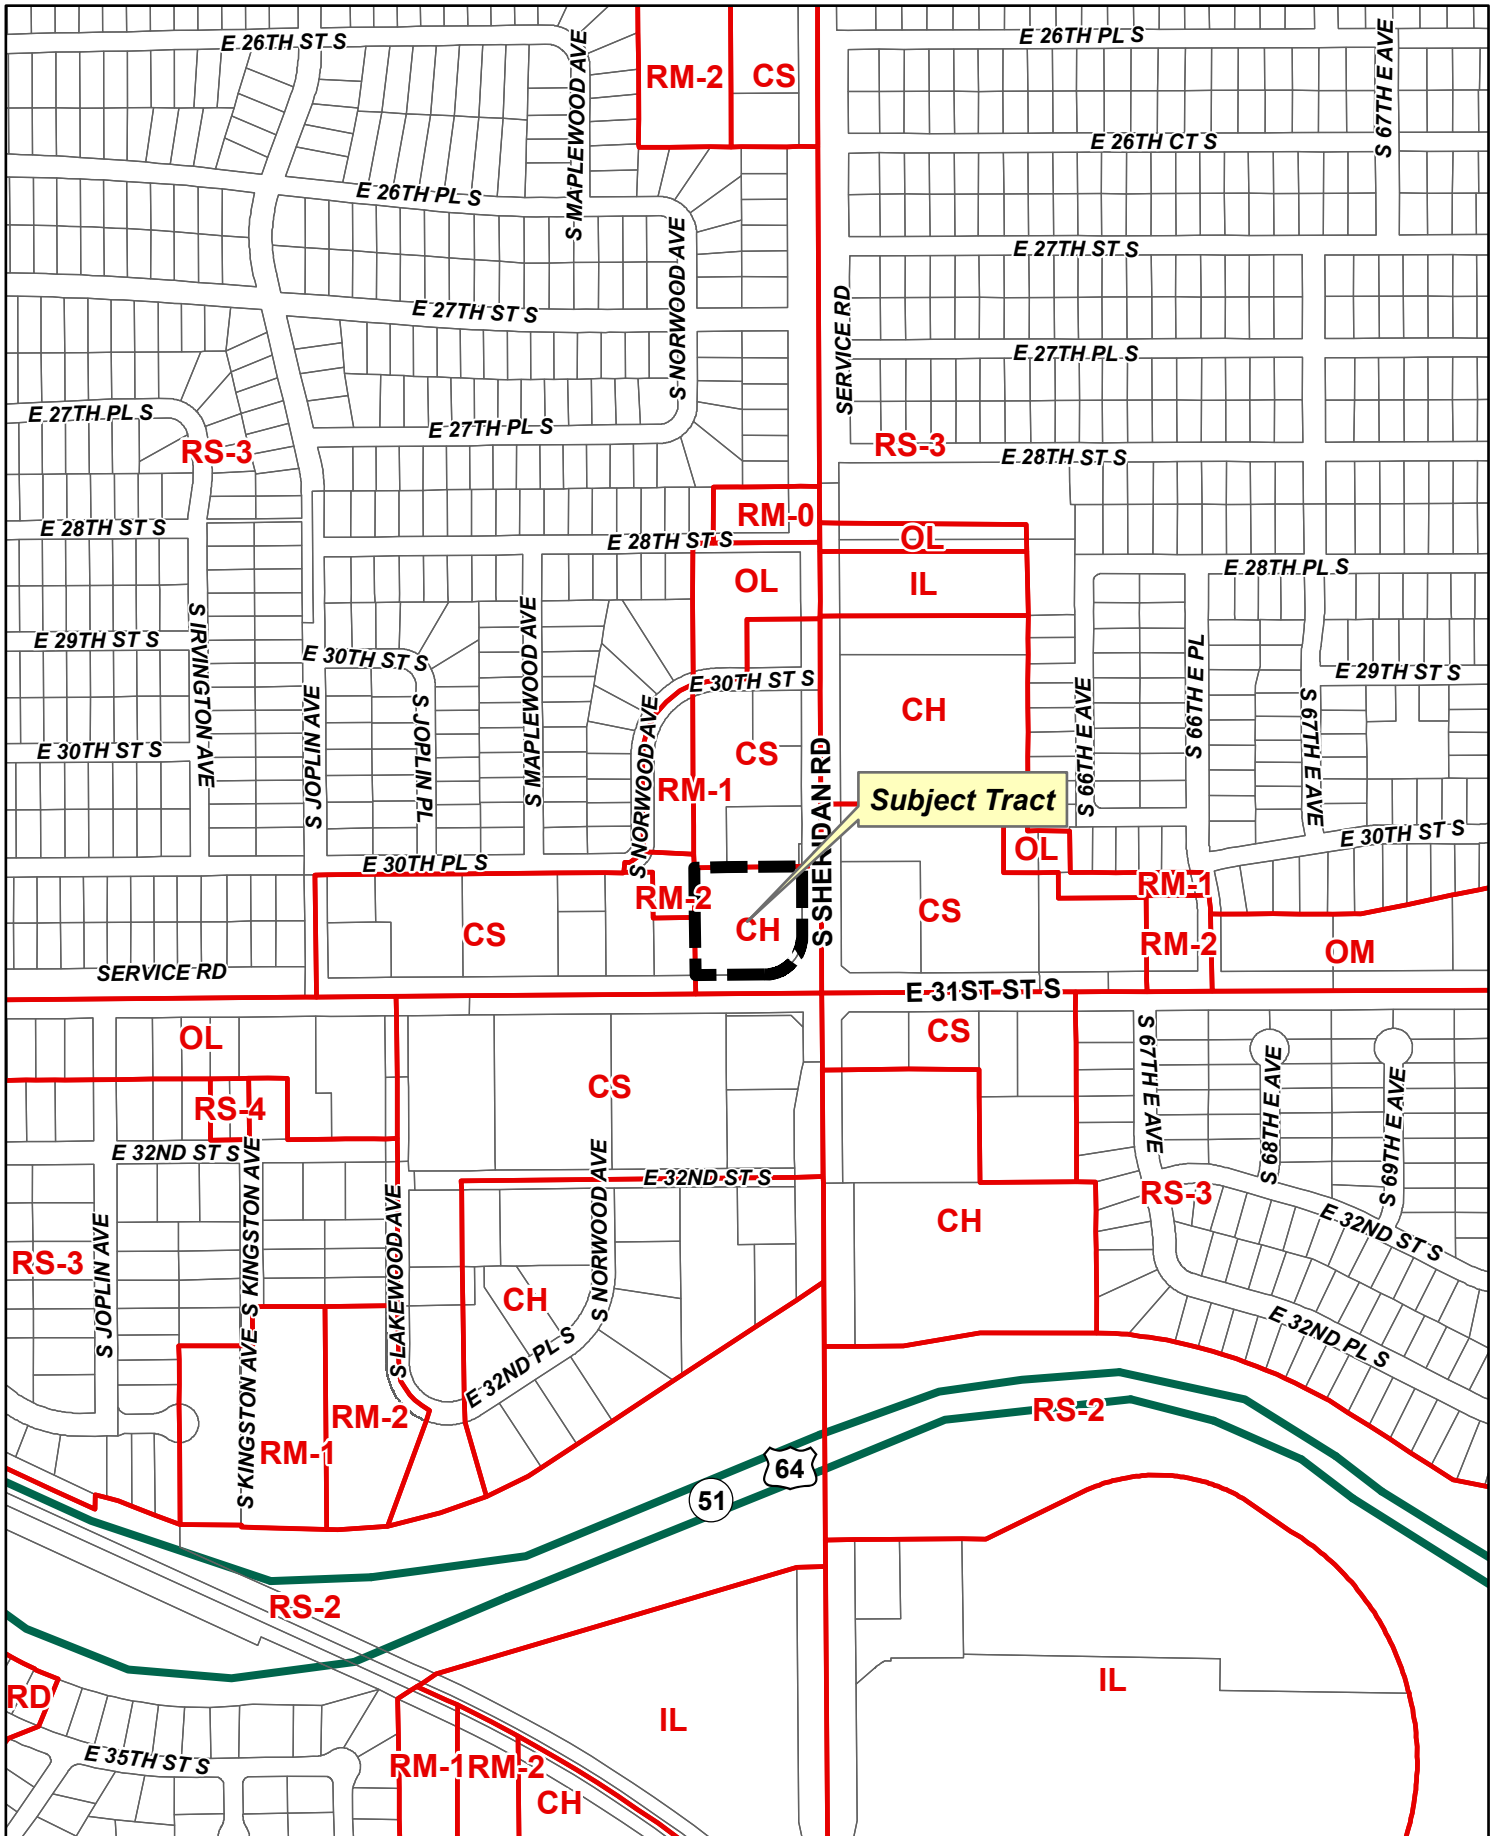 E 26TH ST S
S MAPLEWOOD AVE
RM-2
CS
E 26TH PL S
S 67TH E AVE
E 26TH CT S
E 26TH PL S
S NORWOOD AVE
E 27TH ST S
E 27TH ST S
SERVICE RD
E 27TH PL S
E 27TH PL S
E 27TH PL S
RS-3
RS-3
E 28TH ST S
E 28TH ST S
RM-0
E 28TH ST S
OL
OL
IL
E 28TH PL S
S IRVINGTON AVE
E 29TH ST S
E 30TH ST S
S JOPLIN AVE
S JOPLIN PL
S MAPLEWOOD AVE
S NORWOOD AVE
E 30TH ST S
CH
S 66TH E AVE
S 66TH E PL
S 67TH E AVE
E 29TH ST S
E 30TH ST S
CS
RM-1
S SHERIDAN RD
Subject Tract
E 30TH ST S
E 30TH PL S
OL
RM-1
RM-2
CS
CH
CS
RM-2
OM
SERVICE RD
E 31ST ST S
OL
CS
CS
RS-4
S 67TH E AVE
S 68TH E AVE
S 69TH E AVE
E 32ND ST S
E 32ND ST S
S NORWOOD AVE
RS-3
S JOPLIN AVE
S KINGSTON AVE
S LAKEWOOD AVE
RS-3
CH
E 32ND ST S
CH
E 32ND PL S
E 32ND PL S
S KINGSTON AVE
RM-2
RM-1
RS-2
64
51
RS-2
RD
IL
IL
E 35TH ST S
RM-1
RM-2
CH